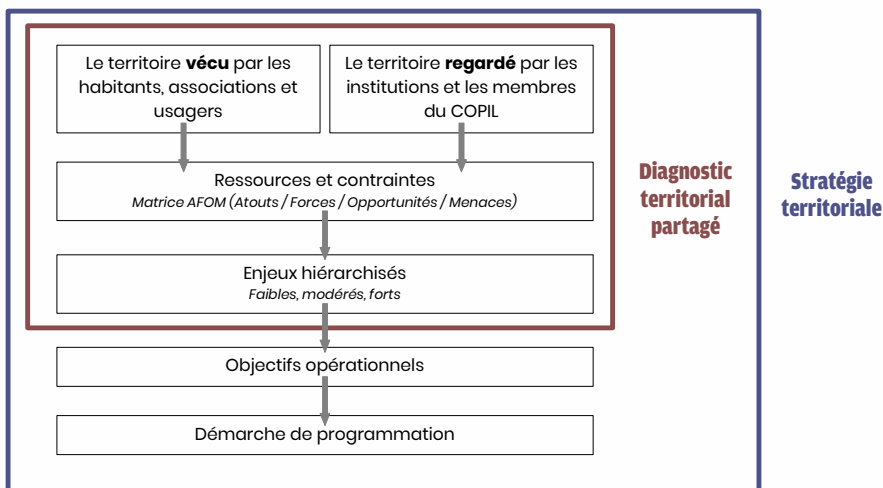 Le territoire vécu par les
habitants, associations et
usagers
Le territoire regardé par les
institutions et les membres
du COPIL
Ressources et contraintes
Matrice AFOM (Atouts / Forces / Opportunités / Menaces)
Enjeux hiérarchisés
Faibles, modérés, forts
Diagnostic
territorial
partagé
Stratégie
territoriale
Objectifs opérationnels
Démarche de programmation